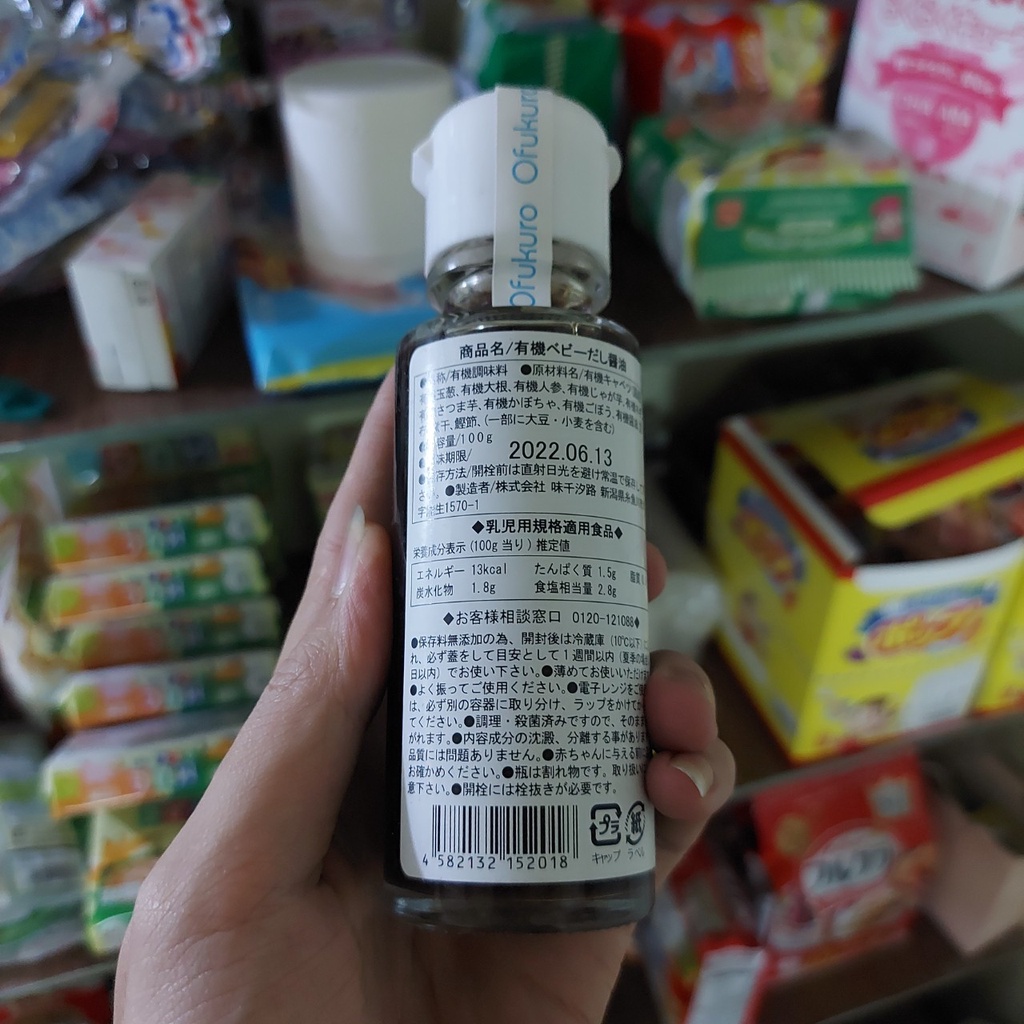 Ofukuro Ofukuro
商品名/有機ベビーだし醤油
称/有機調味料 ●原材料名/有機キャベツ
玉葱、有機大根、有機人参、有機じゃが芋、有機
さつま芋、有機かぼちゃ、有機ごぼう、有機
干、鰹節、(一部に大豆・小麦を含む)
容量/100g
味期限/ 2022.06.13
存方法/開栓前は直射日光を避け常温で保存
さい。●製造者/株式会社 味千汐路 新潟県糸魚川
生1570-1
◆乳児用規格適用食品◆
栄養成分表示(100g当り)推定値
エネルギー 13kcal たんぱく質 1.5g 脂質
炭水化物 1.8g 食塩相当量 2.8g
◆お客様相談窓口 0120-121088◆
●保存料無添加の為、開封後は冷蔵庫(10℃以下)
れ、必ず蓋をして目安として1週間以内(夏季の
日以内)でお使い下さい。●薄めてお使いいただけ
●よく振ってご使用ください。●電子レンジをご
は、必ず別の容器に取り分け、ラップをかけて
てください。●調理・殺菌済みですので、そのまま
がれます。●内容成分の沈澱、分離する事があり
品質には問題ありません。●赤ちゃんに与える
お確かめください。●瓶は割れ物です。取り扱い
意下さい。●開栓には栓抜きが必要です。
4 582132 152018
プラ 紙
キャップ ラベル